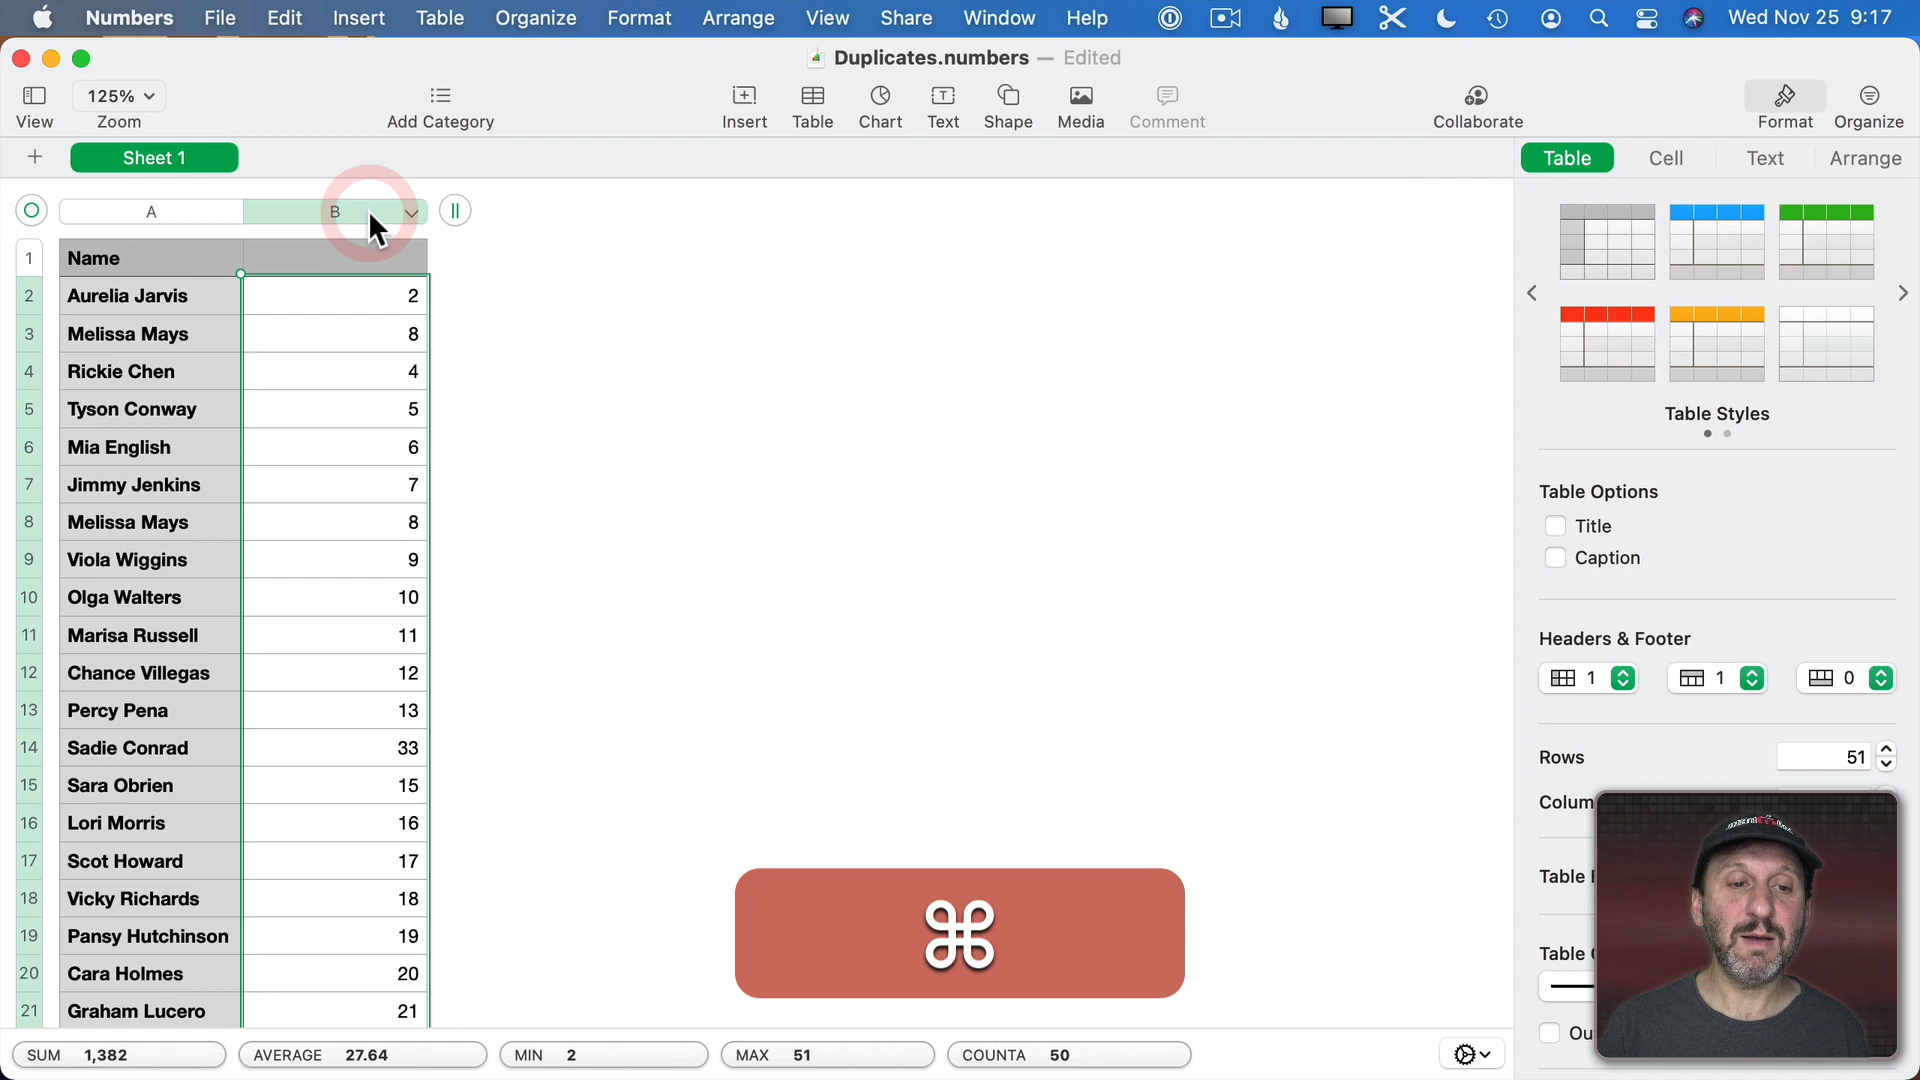 Numbers File Edit Insert Table Organize Format Arrange View Share Window Help Wed Nov 25 9:17
Duplicates.numbers — Edited
125%
View Zoom Add Category Insert Table Chart Text Shape Media Comment Collaborate Format Organize
Sheet 1 Table Cell Text Arrange
A B
1 Name
2 Aurelia Jarvis 2
3 Melissa Mays 8
4 Rickie Chen 4
5 Tyson Conway 5
6 Mia English 6
7 Jimmy Jenkins 7
8 Melissa Mays 8
9 Viola Wiggins 9
10 Olga Walters 10
11 Marisa Russell 11
12 Chance Villegas 12
13 Percy Pena 13
14 Sadie Conrad 33
15 Sara Obrien 15
16 Lori Morris 16
17 Scot Howard 17
18 Vicky Richards 18
19 Pansy Hutchinson 19
20 Cara Holmes 20
21 Graham Lucero 21
Table Styles
Table Options
Title
Caption
Headers & Footer
1 1 0
Rows 51
Colum
Table
Table
Ou
⌘
SUM 1,382 AVERAGE 27.64 MIN 2 MAX 51 COUNTA 50